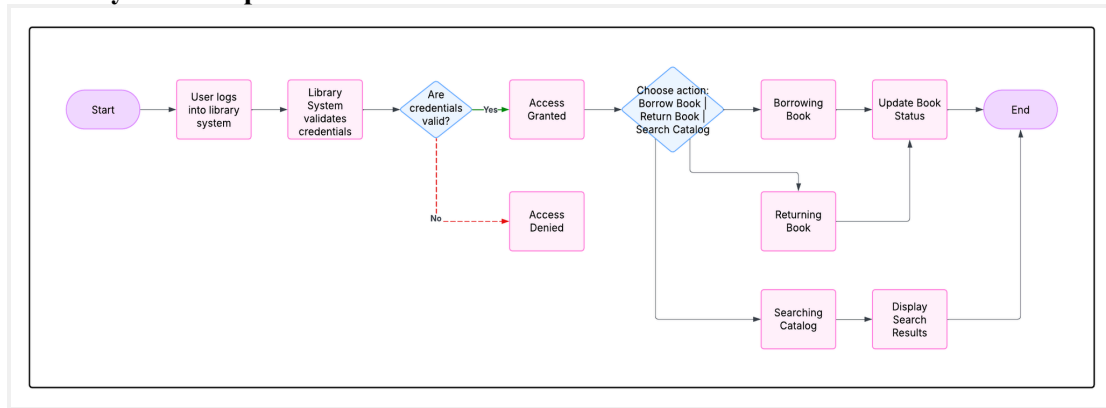 Start
User logs
into library
system
Library
System
validates
credentials
Are
credentials
valid?
Yes
No
Access
Granted
Access
Denied
Choose action:
Borrow Book |
Return Book |
Search Catalog
Borrowing
Book
Update Book
Status
End
Returning
Book
Searching
Catalog
Display
Search
Results